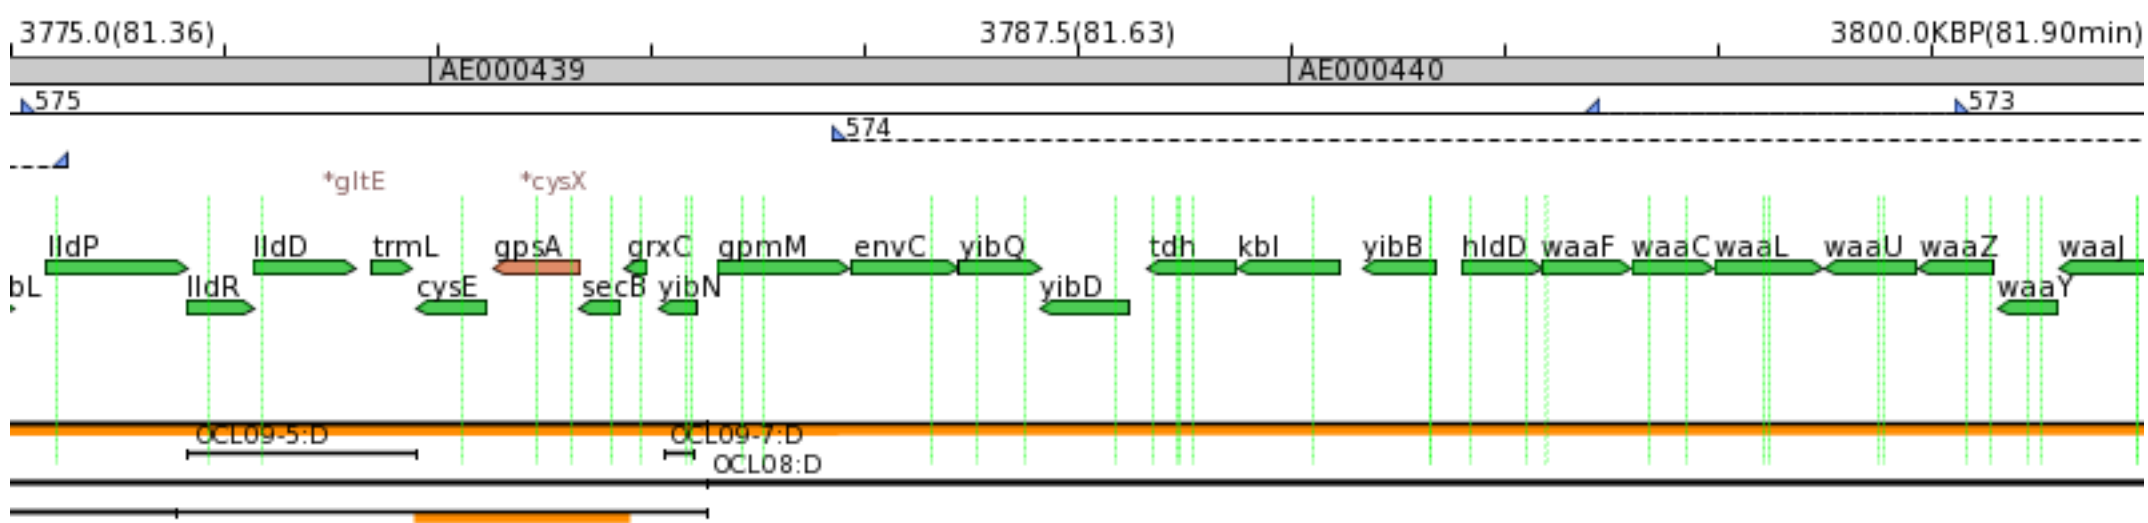 3775.0(81.36) 3787.5(81.63) 3800.0KBP(81.90min)
AE000439 AE000440
575 573
574
*gltE *cysX
lldP lldD trmL gpsA grxC gpmM envC yibQ tdh kbl yibB hldD waaF waaC waaL waaU waaZ waaJ
bL lldR cysE secB yibN yibD waaY
OCL09-5:D OCL09-7:D
OCL08:D